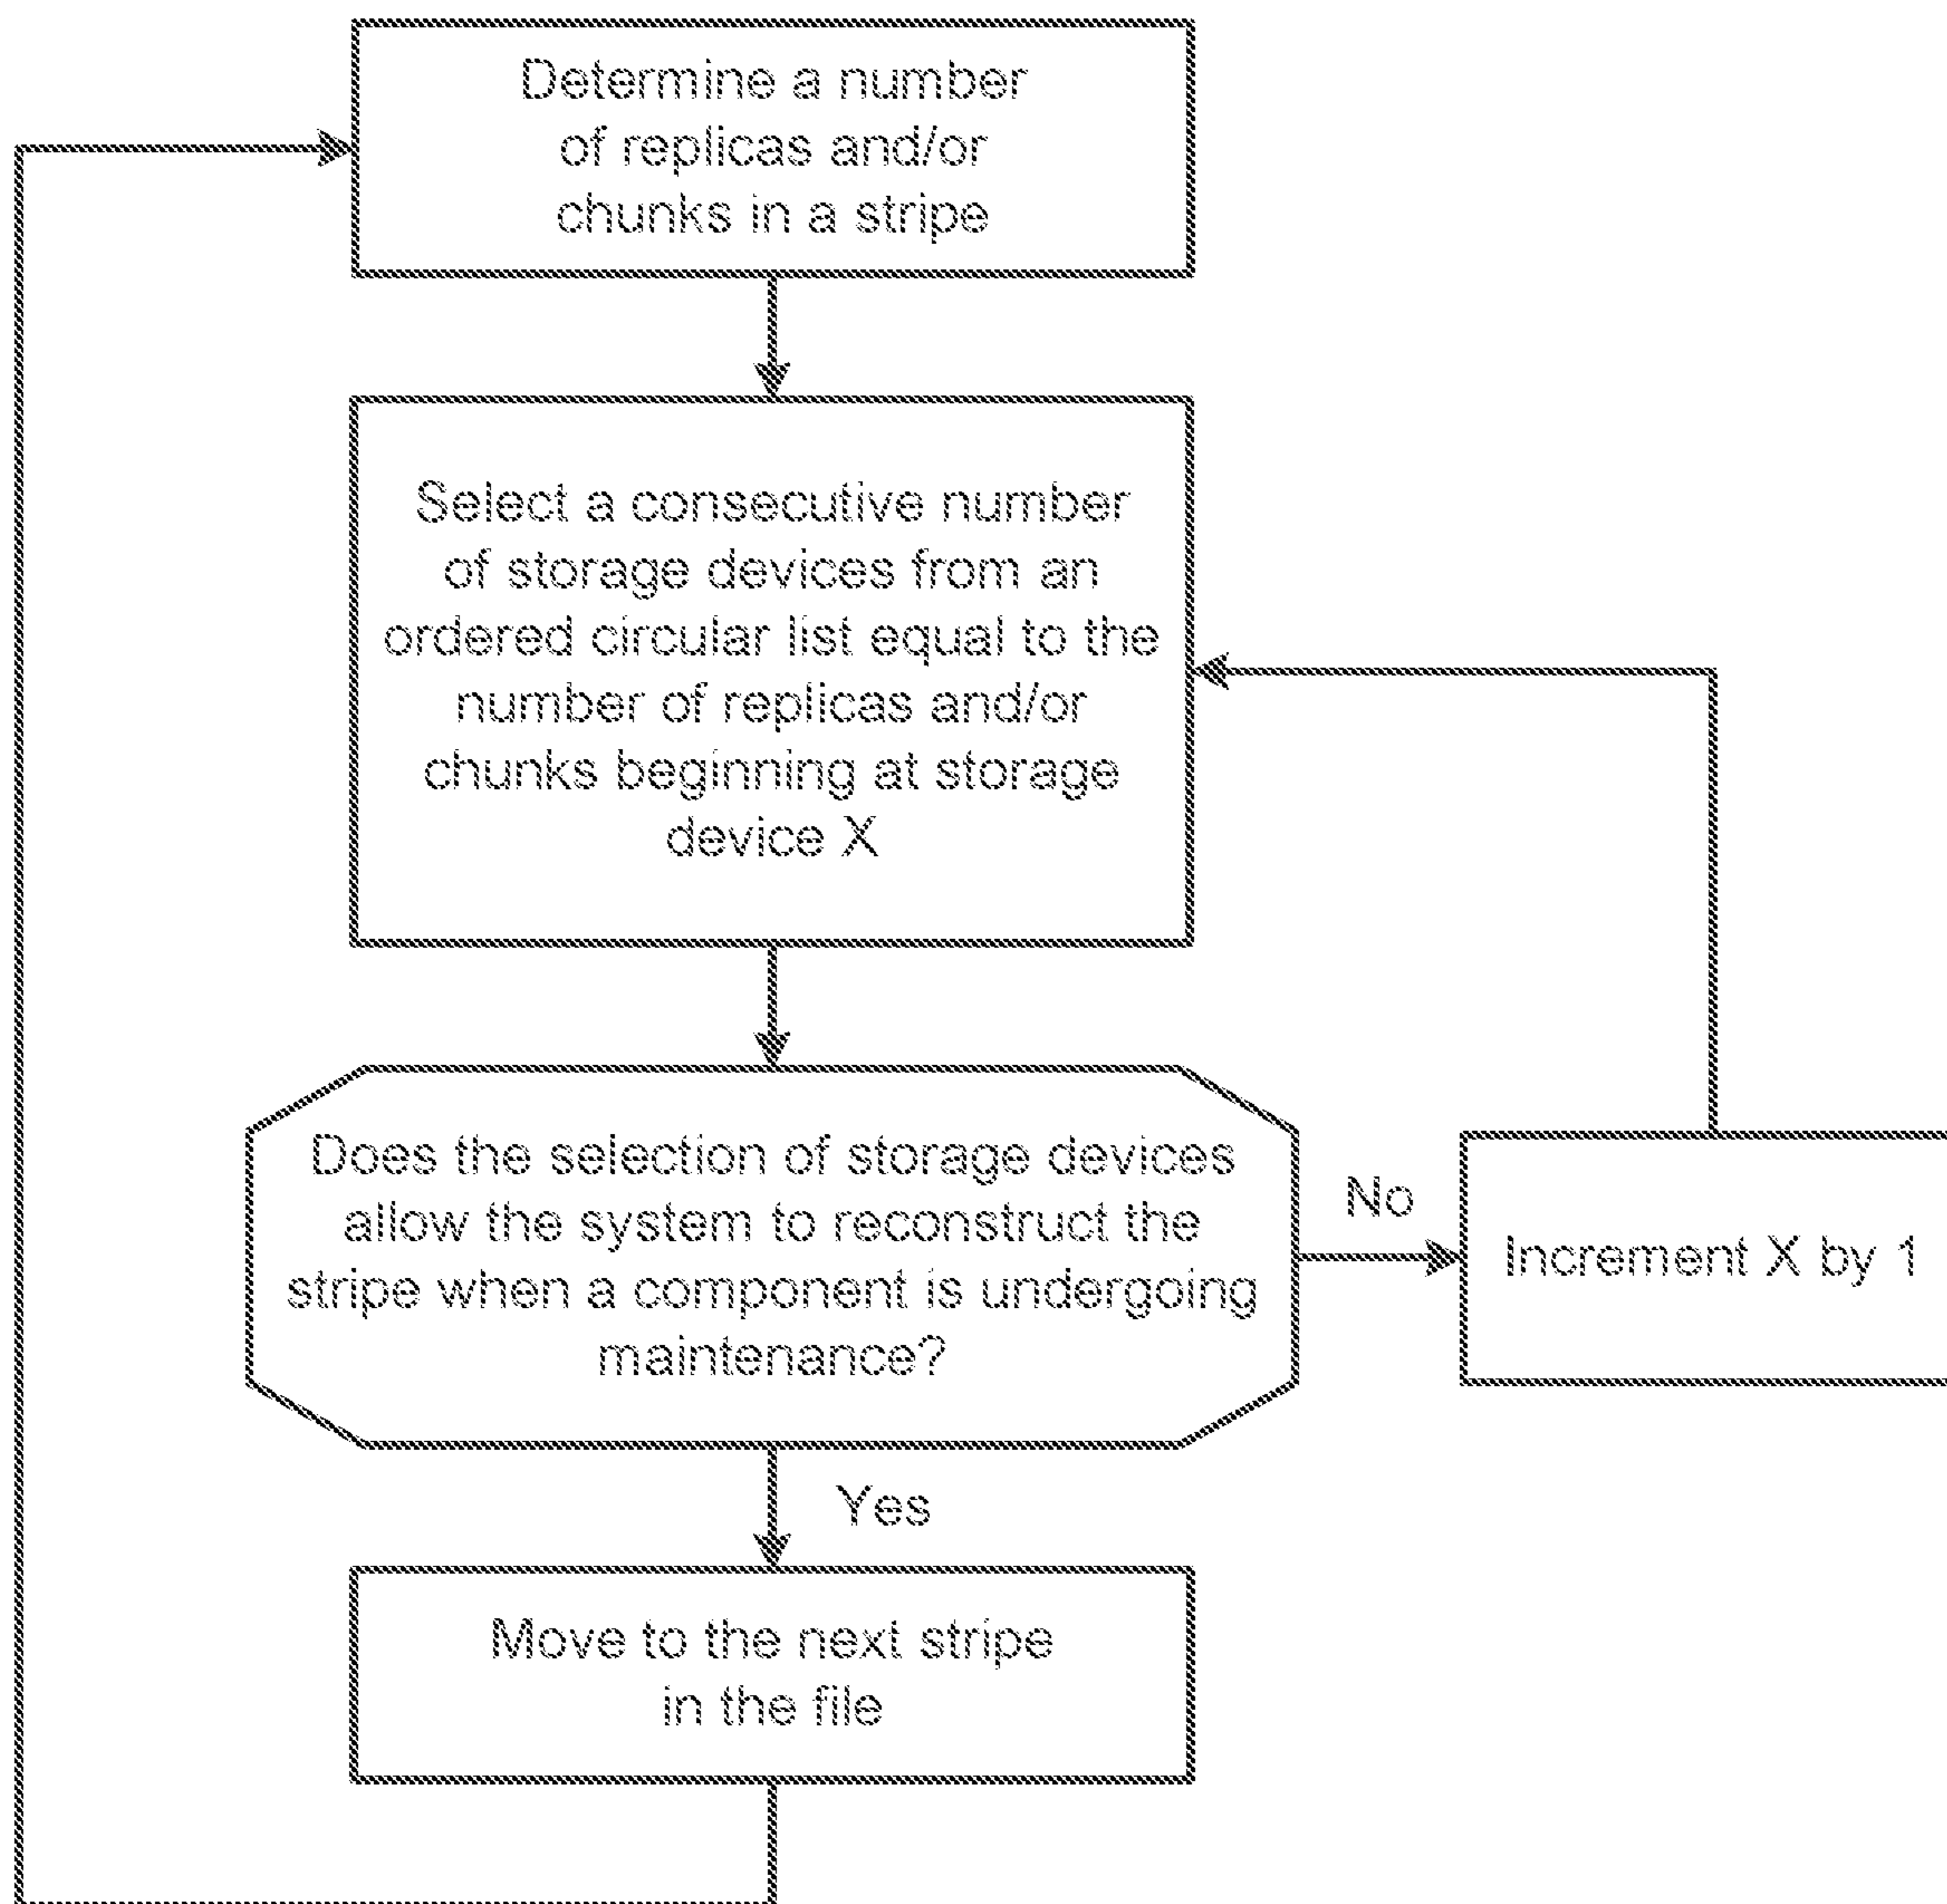 Determine a number
of replicas and/or
chunks in a stripe
Select a consecutive number
of storage devices from an
ordered circular list equal to the
number of replicas and/or
chunks beginning at storage
device X
Does the selection of storage devices
allow the system to reconstruct the
stripe when a component is undergoing
maintenance?
No
Increment X by 1
Yes
Move to the next stripe
in the file